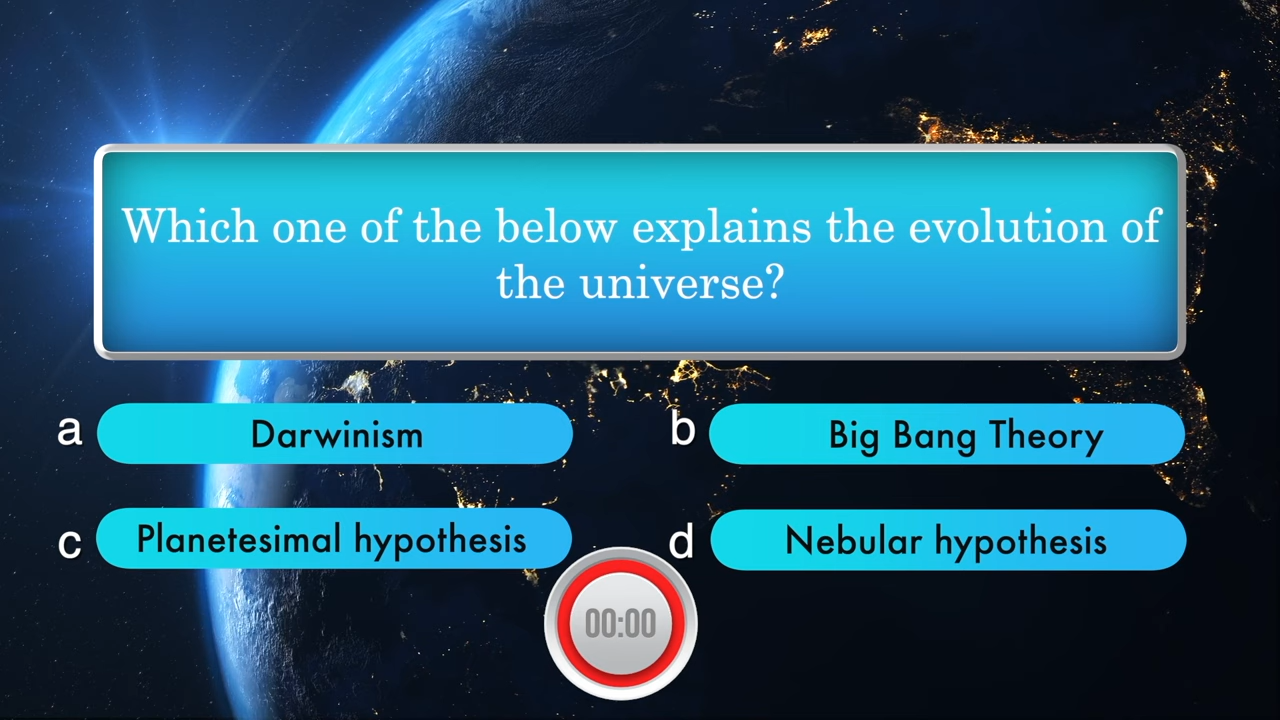 Which one of the below explains the evolution of
the universe?
a Darwinism
b Big Bang Theory
c Planetesimal hypothesis
d Nebular hypothesis
00:00